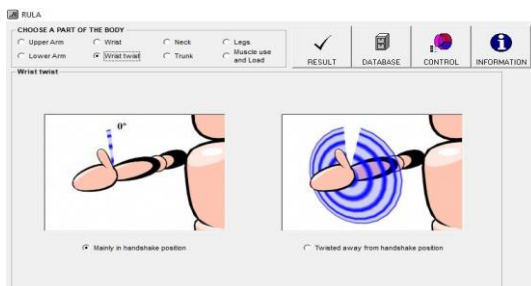 RULA
CHOOSE A PART OF THE BODY
Upper Arm Wrist Neck Legs
Lower Arm Wrist twist Trunk Muscle use and Load
RESULT DATABASE CONTROL INFORMATION
Wrist twist
0°
Mainly in handshake position
Twisted away from handshake position